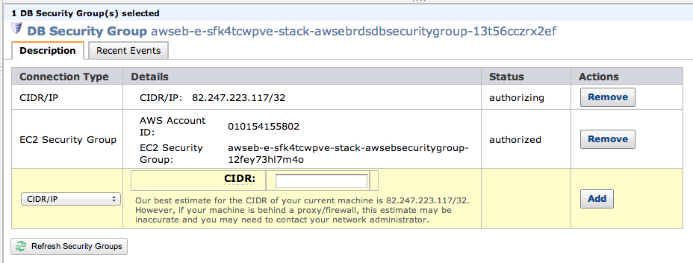 1 DB Security Group(s) selected
DB Security Group awseb-e-sfk4tcwpve-stack-awsebrdsdbsecuritygroup-13t56cczrx2ef
Description Recent Events
Connection Type Details Status Actions
CIDR/IP CIDR/IP: 82.247.223.117/32 authorizing Remove
EC2 Security Group AWS Account ID: 010154155802 authorized Remove
EC2 Security Group: awseb-e-sfk4tcwpve-stack-awsebsecuritygroup-12fey73hl7m4o
CIDR/IP CIDR: Add
Our best estimate for the CIDR of your current machine is 82.247.223.117/32.
However, if your machine is behind a proxy/firewall, this estimate may be
inaccurate and you may need to contact your network administrator.
Refresh Security Groups